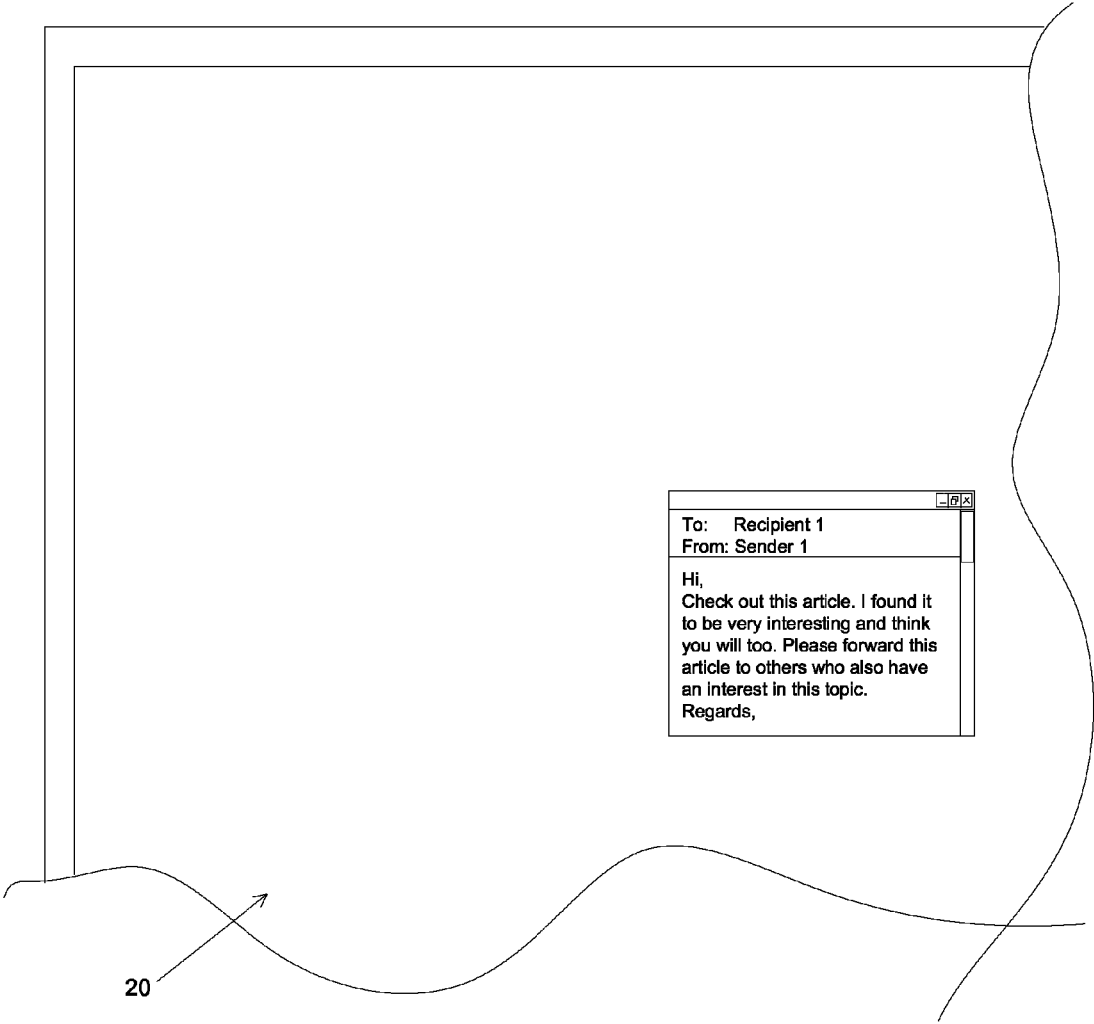 To: Recipient 1
From: Sender 1
Hi,
Check out this article. I found it
to be very interesting and think
you will too. Please forward this
article to others who also have
an interest in this topic.
Regards,
20